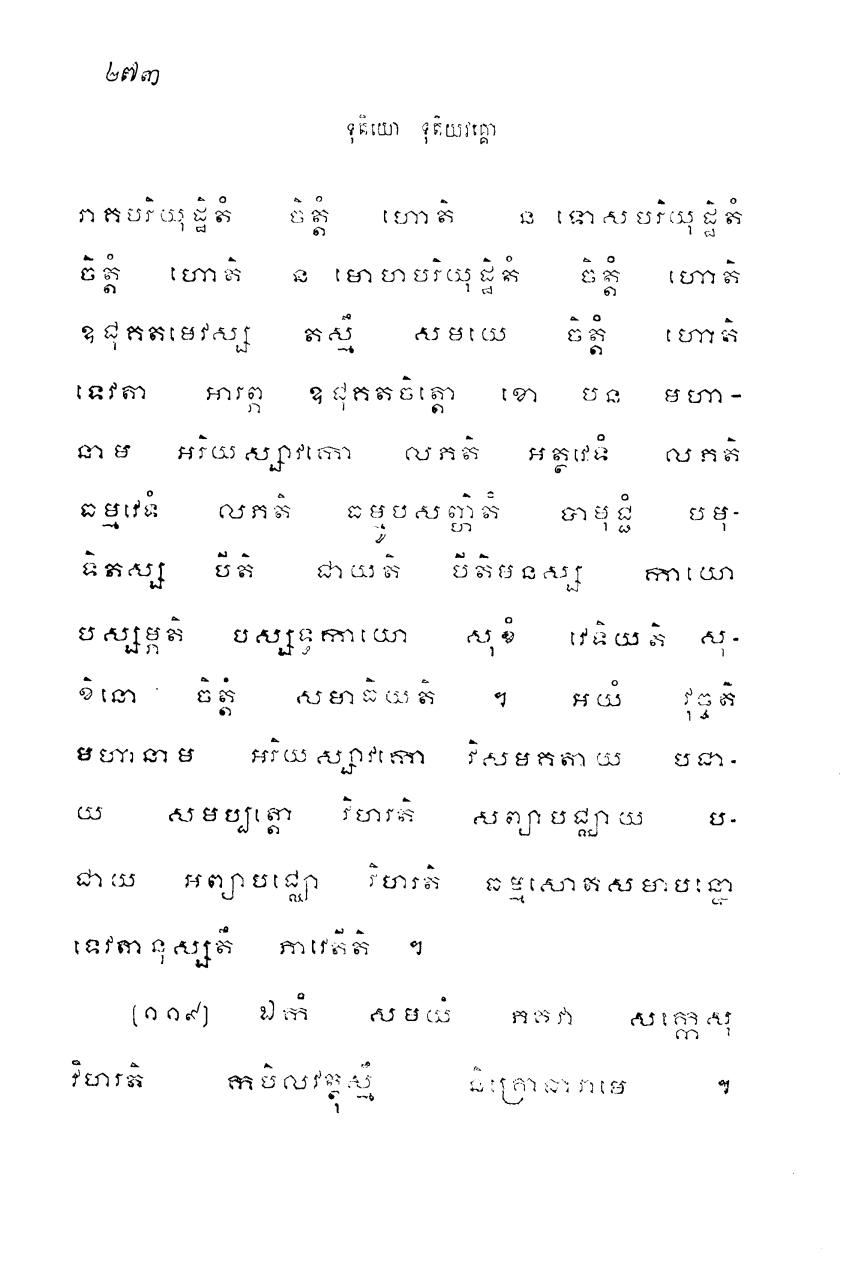 ២៧៣
ទុតិយោ ទុតិយវគ្គោ
រាគបរិយុដ្ឋិតំ ចិត្តំ ហោតិ ន ទោសបរិយុដ្ឋិតំ
ចិត្តំ ហោតិ ន មោហបរិយុដ្ឋិតំ ចិត្តំ ហោតិ
ឧជុគតមេវស្ស តស្មឹ សមយេ ចិត្តំ ហោតិ
ទេវតា អារព្ភ ឧជុគតចិត្តោ ខោ បន មហា-
នាម អរិយស្សាវកោ លភតិ អត្ថវេទំ លភតិ
ធម្មវេទំ លភតិ ធម្មូបសញ្ហិតំ បាមុជ្ជំ បមុ-
ទិតស្ស បីតិ ជាយតិ បីតិមនស្ស កាយោ
បស្សម្ភតិ បស្សទ្ធកាយោ សុខំ វេទិយតិ សុ-
ខិនោ ចិត្តំ សមាធិយតិ ។ អយំ វុច្ចតិ
មហានាម អរិយស្សាវកោ វិសមគតាយ បជា-
យ សមប្បត្តោ វិហរតិ សព្យាបជ្ឈាយ ប-
ជាយ អព្យាបជ្ឈោ វិហរតិ ធម្មសោតសមាបន្នោ
ទេវតានុស្សតឹ ភាវេតីតិ ។
[១១៩] ឯកំ សមយំ ភគវា សក្កេសុ
វិហរតិ កបិលវត្ថុស្មឹ និគ្រោធារាមេ ។